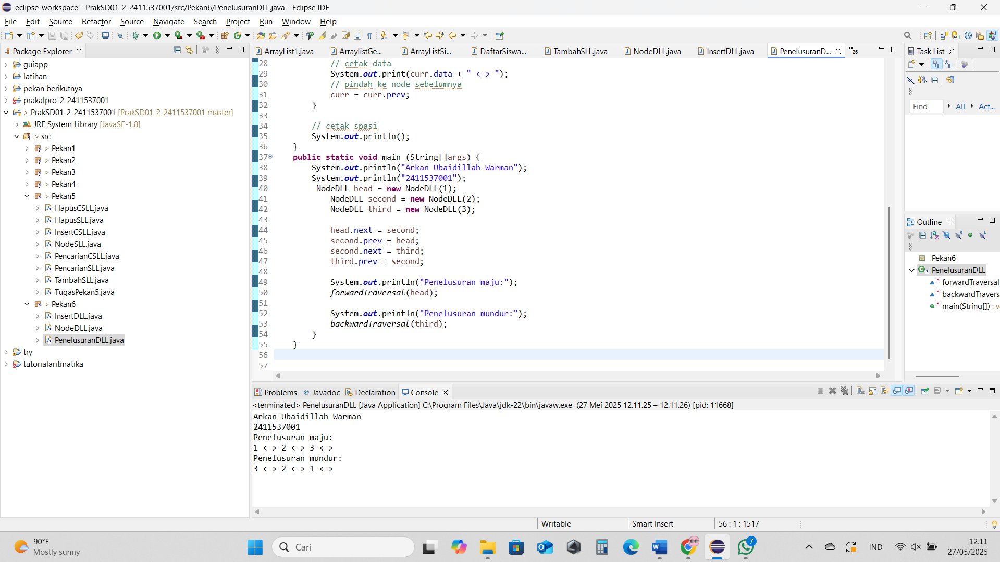 eclipse-workspace - PrakSD01_2_2411537001/src/Pekan6/PenelusuranDLL.java - Eclipse IDE
File Edit Source Refactor Source Navigate Search Project Run Window Help
Package Explorer
guiapp
latihan
pekan berikutnya
prakalpro_2_2411537001
> PrakSD01_2_2411537001 [PrakSD01_2_2411537001 master]
JRE System Library [JavaSE-1.8]
> src
> Pekan1
> Pekan2
> Pekan3
> Pekan4
> Pekan5
HapusCSLL.java
HapusSLL.java
InsertCSLL.java
NodeSLL.java
PencarianCSLL.java
PencarianSLL.java
TambahSLL.java
TugasPekan5.java
> Pekan6
InsertDLL.java
NodeDLL.java
PenelusuranDLL.java
try
tutorialaritmatika
ArrayList1.java ArraylistGe... ArrayListSi... DaftarSiswa... TambahSLL.java NodeDLL.java InsertDLL.java PenelusuranD... »26
28 // cetak data
29 System.out.print(curr.data + " <-> ");
30 // pindah ke node sebelumnya
31 curr = curr.prev;
32 }
33
34 // cetak spasi
35 System.out.println();
36 }
37 public static void main (String[]args) {
38 System.out.println("Arkan Ubaidillah Warman");
39 System.out.println("2411537001");
40 NodeDLL head = new NodeDLL(1);
41 NodeDLL second = new NodeDLL(2);
42 NodeDLL third = new NodeDLL(3);
43
44 head.next = second;
45 second.prev = head;
46 second.next = third;
47 third.prev = second;
48
49 System.out.println("Penelusuran maju:");
50 forwardTraversal(head);
51
52 System.out.println("Penelusuran mundur:");
53 backwardTraversal(third);
54 }
55 }
56
57
Task List
Find All Act...
Outline
Pekan6
PenelusuranDLL
forwardTraversal
backwardTravers
main(String[]) : v
Problems Javadoc Declaration Console
<terminated> PenelusuranDLL [Java Application] C:\Program Files\Java\jdk-22\bin\javaw.exe (27 Mei 2025 12.11.25 – 12.11.26) [pid: 11668]
Arkan Ubaidillah Warman
2411537001
Penelusuran maju:
1 <-> 2 <-> 3 <->
Penelusuran mundur:
3 <-> 2 <-> 1 <->
Writable Smart Insert 56 : 1 : 1517
90°F
Mostly sunny
Cari
7
IND
12.11
27/05/2025